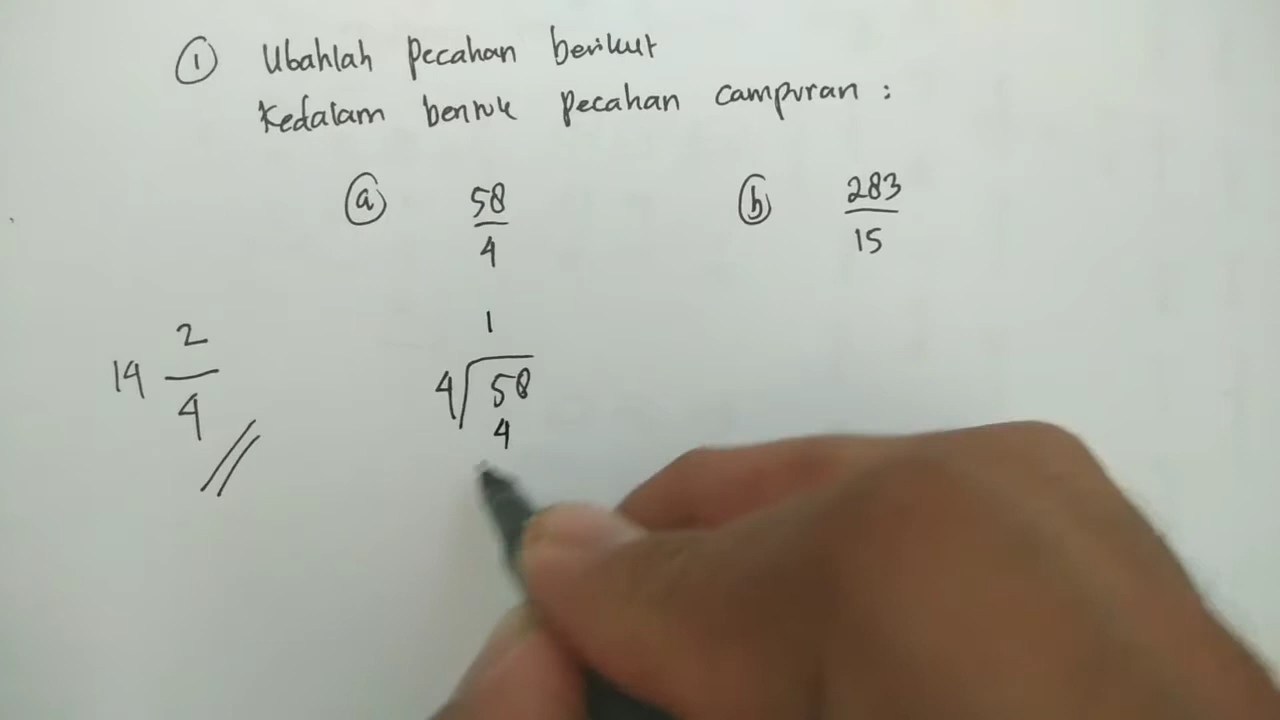 1 Ubahlah pecahan berikut
Kedalam bentuk pecahan campuran :
a 58/4
b 283/15
14 2/4 //
1
4 58
4